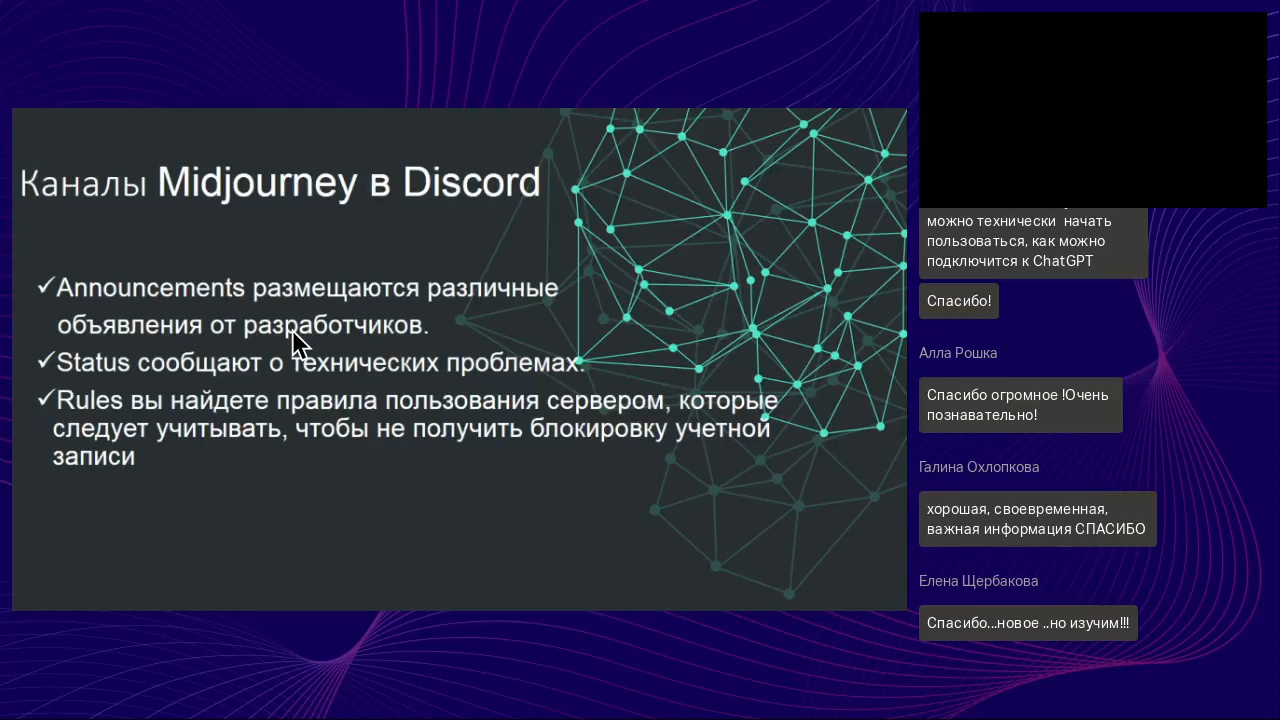 Каналы Midjourney в Discord
✓Announcements размещаются различные
объявления от разработчиков.
✓Status сообщают о технических проблемах.
✓Rules вы найдете правила пользования сервером, которые
следует учитывать, чтобы не получить блокировку учетной
записи
можно технически начать
пользоваться, как можно
подключится к ChatGPT
Спасибо!
Алла Рошка
Спасибо огромное !Очень
познавательно!
Галина Охлопкова
хорошая, своевременная,
важная информация СПАСИБО
Елена Щербакова
Спасибо...новое ..но изучим!!!